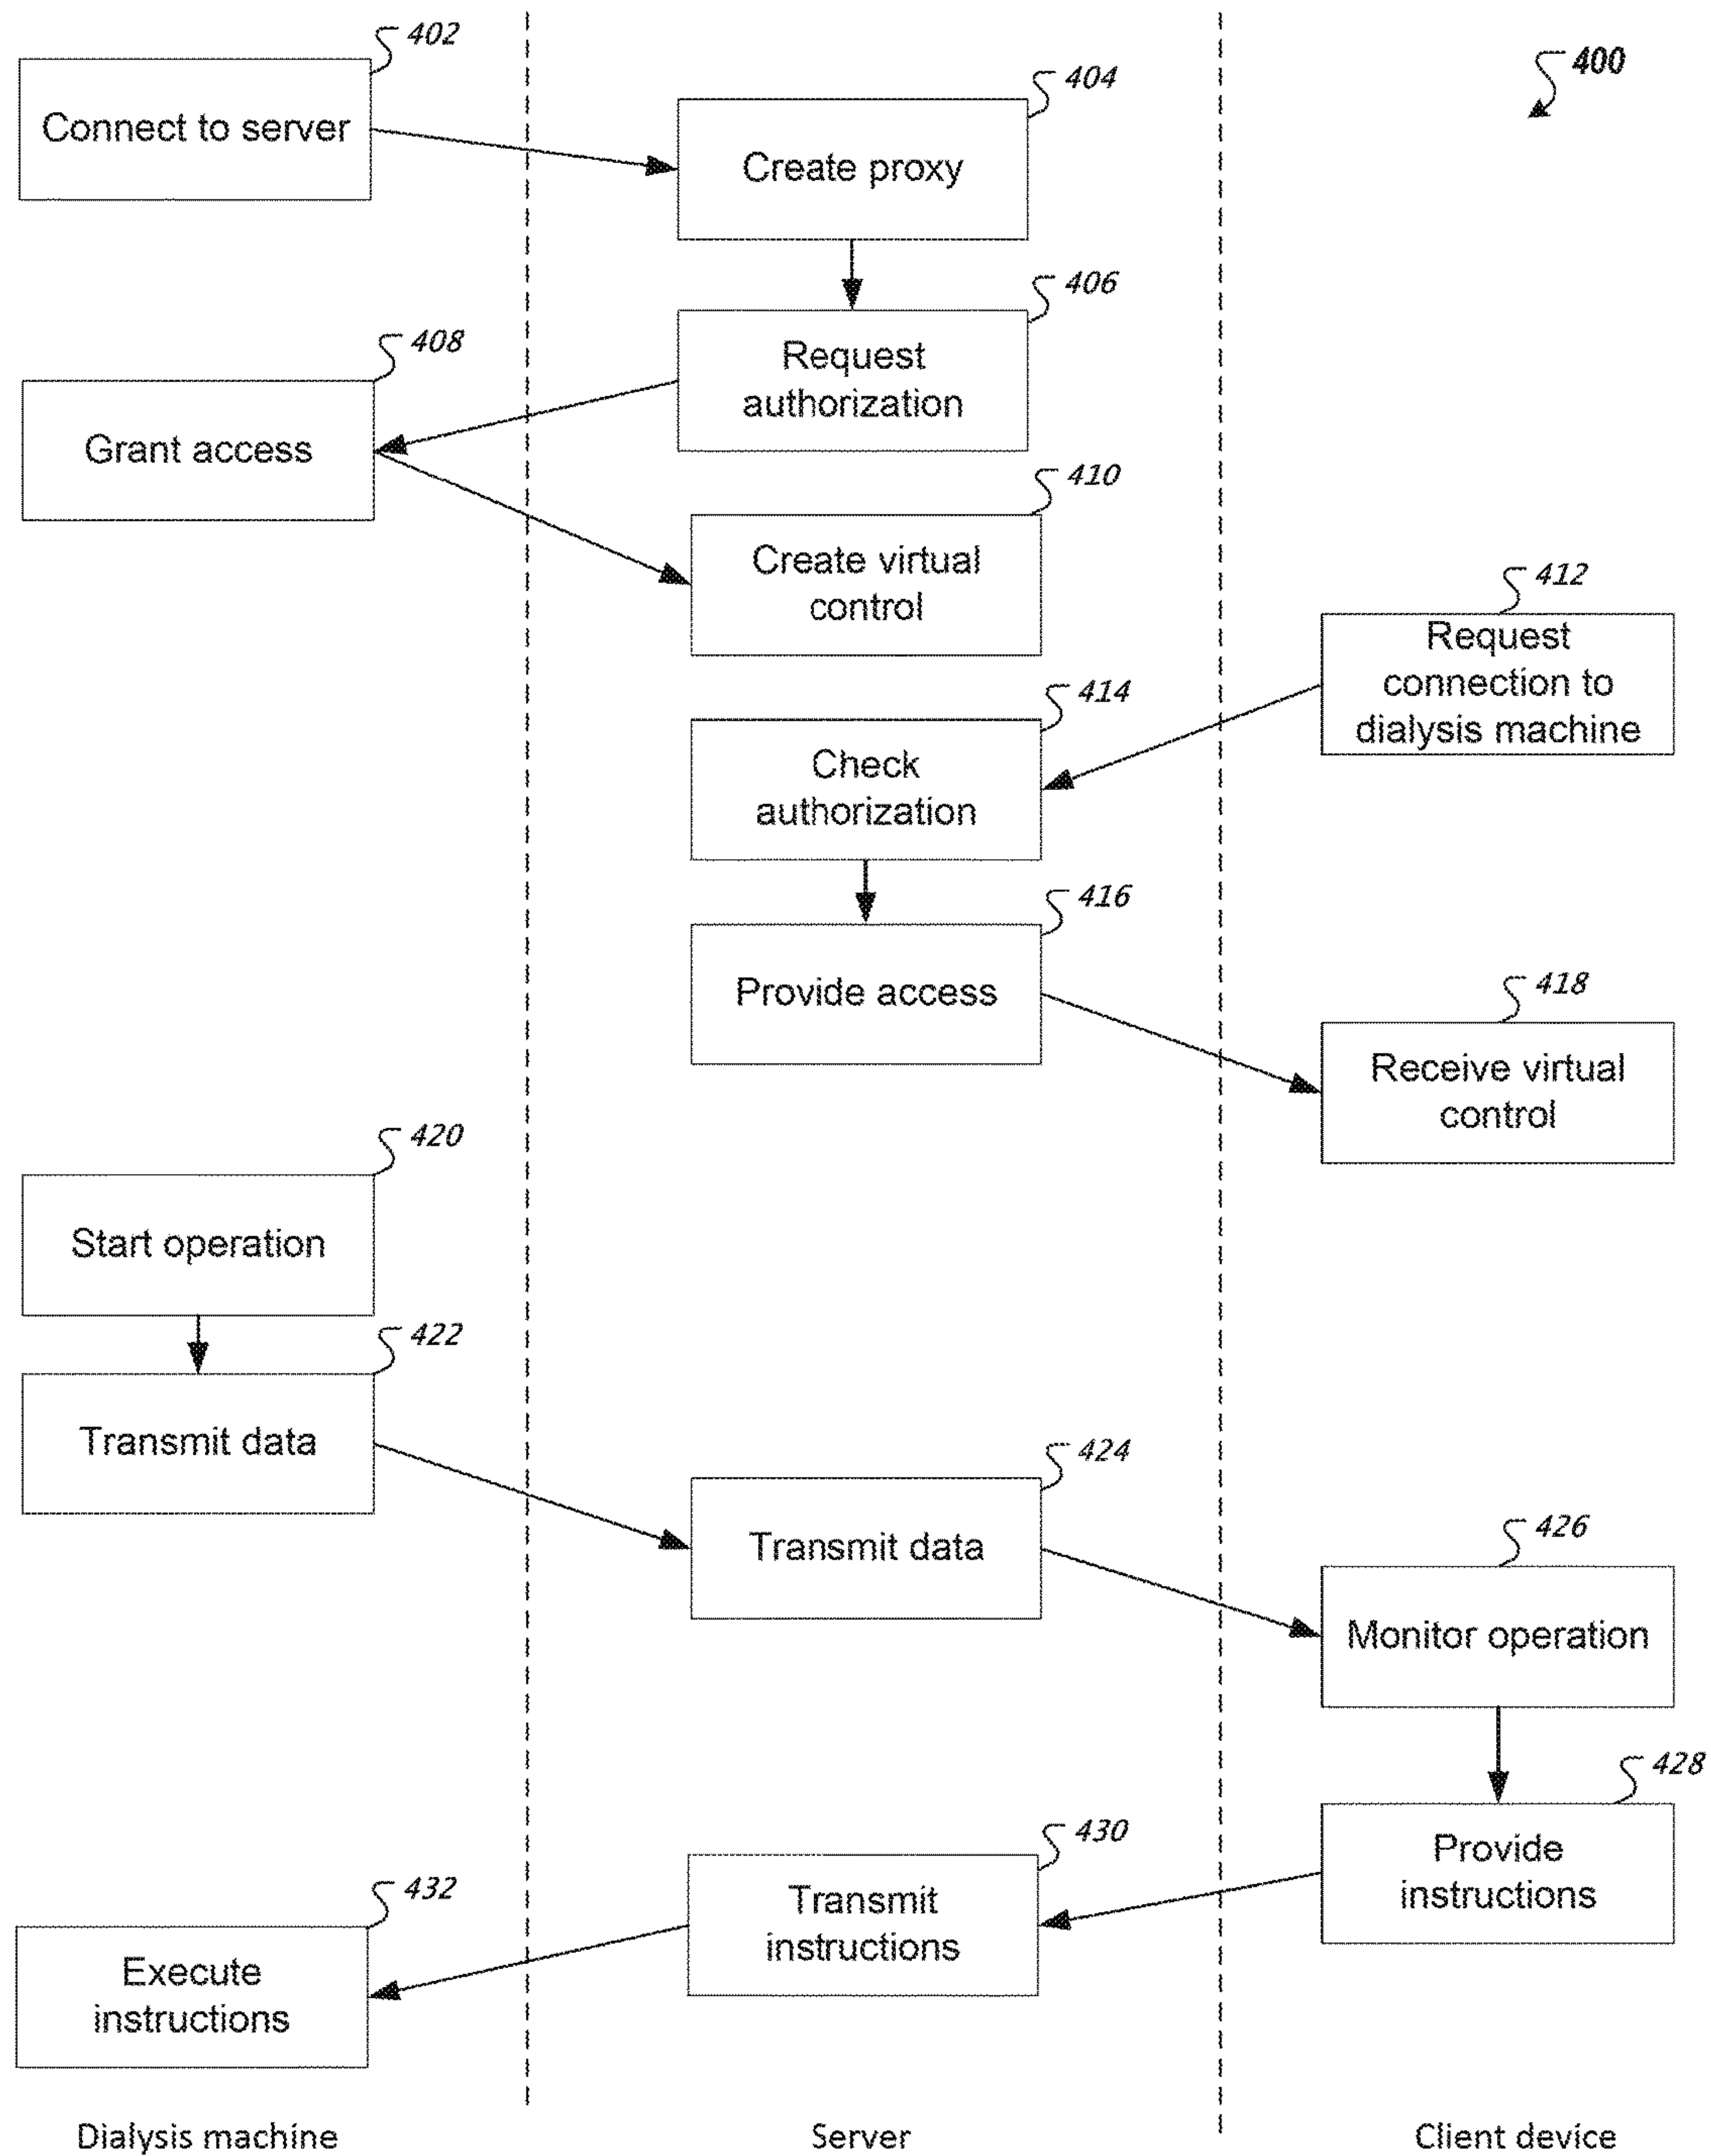 402
Connect to server
404
Create proxy
400
406
Request
authorization
408
Grant access
410
Create virtual
control
412
Request
connection to
dialysis machine
414
Check
authorization
416
Provide access
418
Receive virtual
control
420
Start operation
422
Transmit data
424
Transmit data
426
Monitor operation
428
Provide
instructions
430
Transmit
instructions
432
Execute
instructions
Dialysis machine
Server
Client device